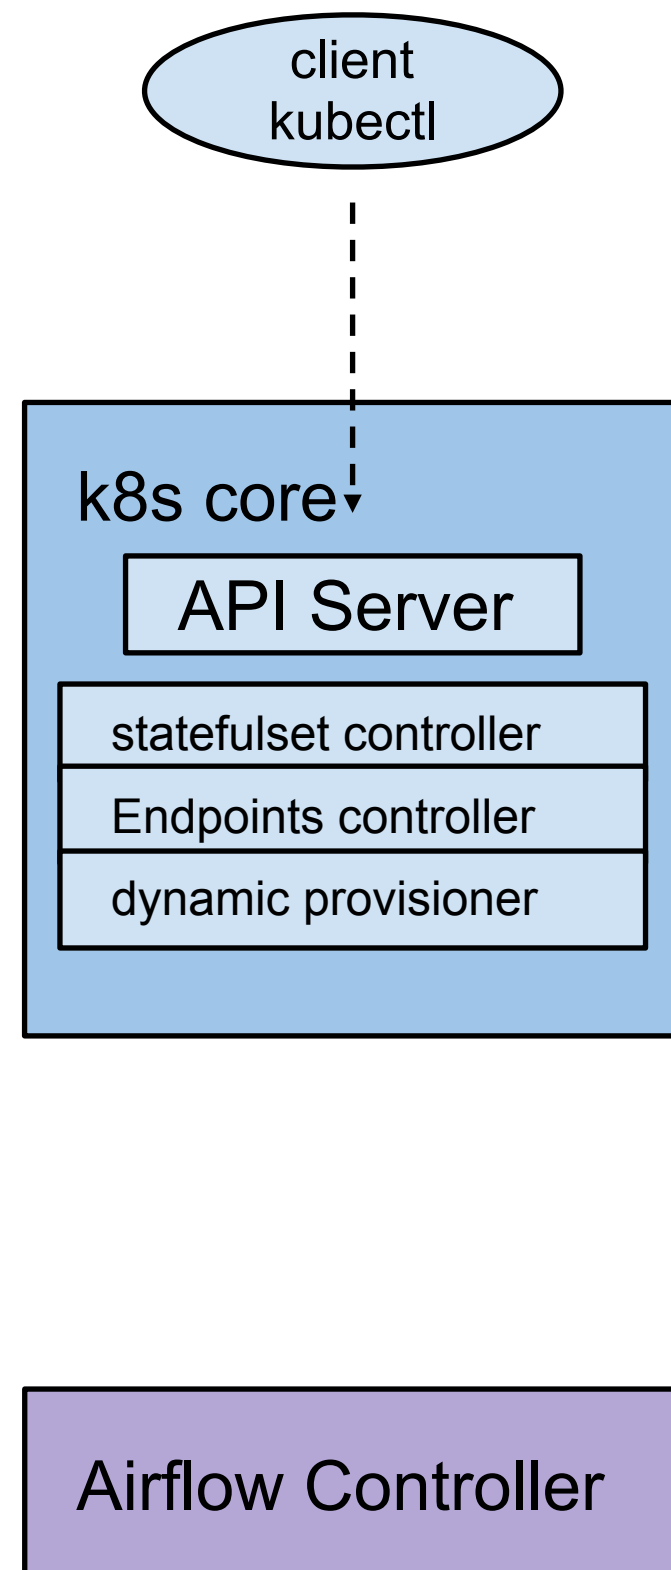 client
kubectl
k8s core
API Server
statefulset controller
Endpoints controller
dynamic provisioner
Airflow Controller